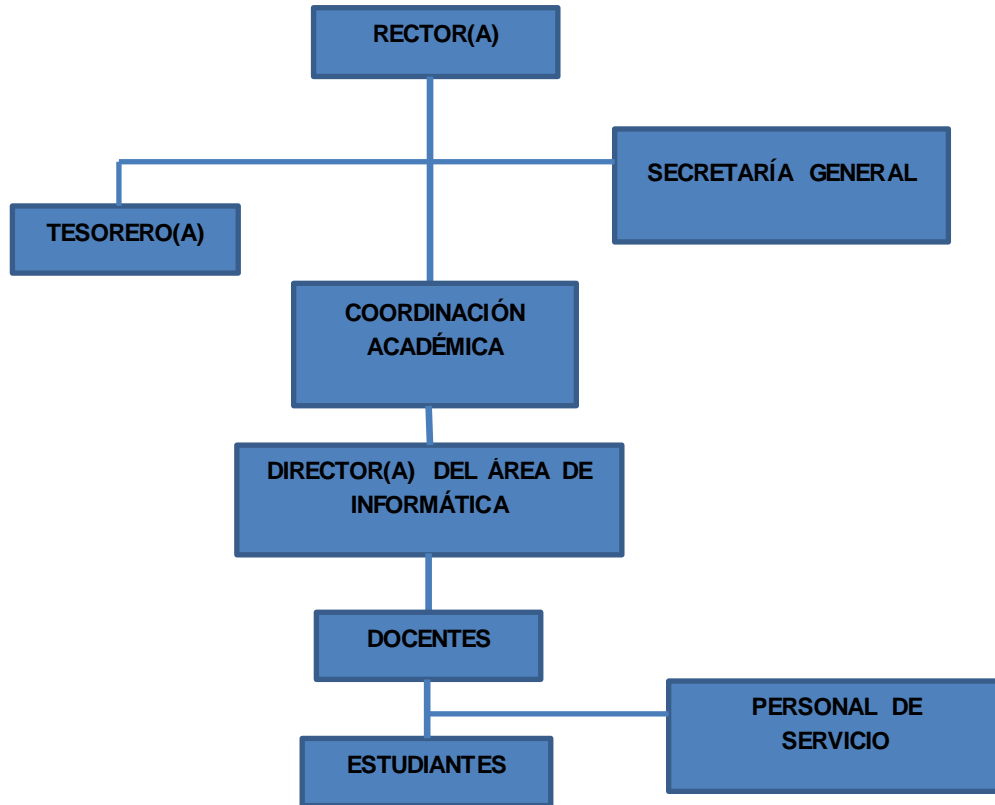 RECTOR(A)
SECRETARÍA GENERAL
TESORERO(A)
COORDINACIÓN
ACADÉMICA
DIRECTOR(A) DEL ÁREA DE
INFORMÁTICA
DOCENTES
PERSONAL DE
SERVICIO
ESTUDIANTES